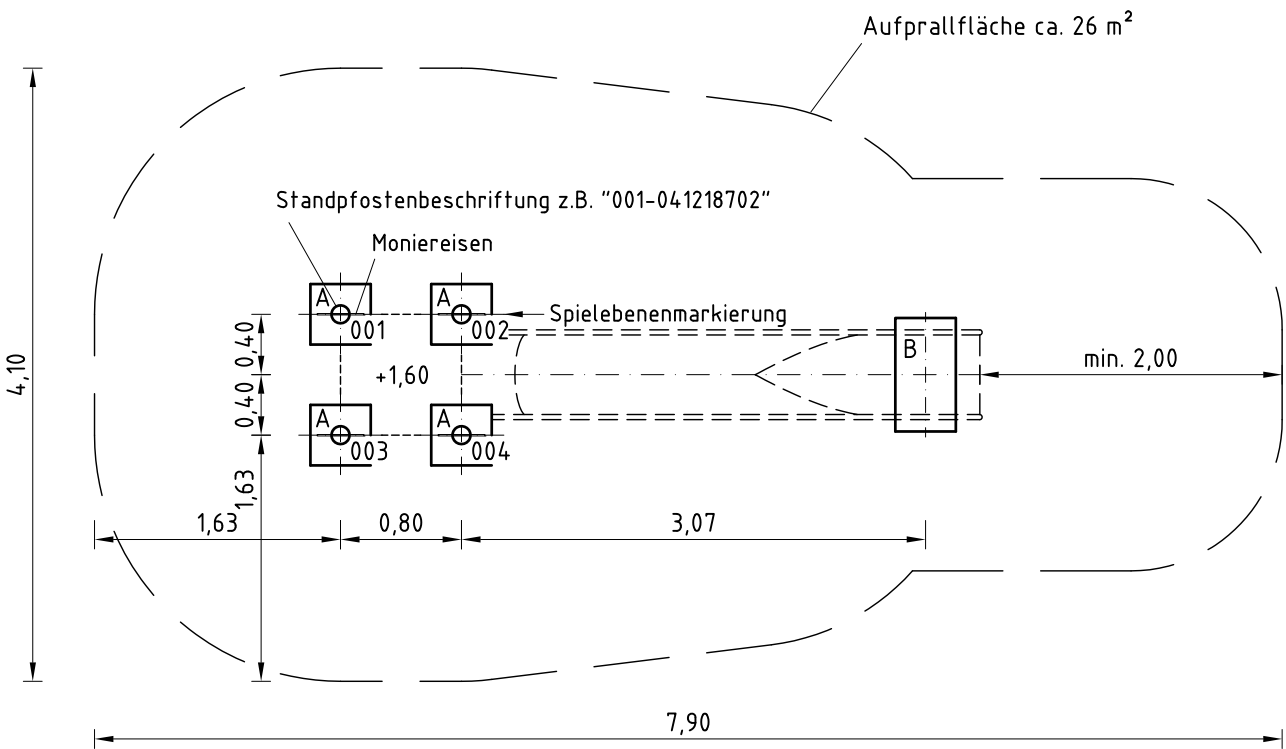 Aufprallfläche ca. 26 m²
Standpfostenbeschriftung z.B. "001-041218702"
Moniereisen
A
A
001
002
Spielebenenmarkierung
0,40
4,10
+1,60
B
min. 2,00
0,40
A
A
003
004
1,63
1,63
0,80
3,07
7,90